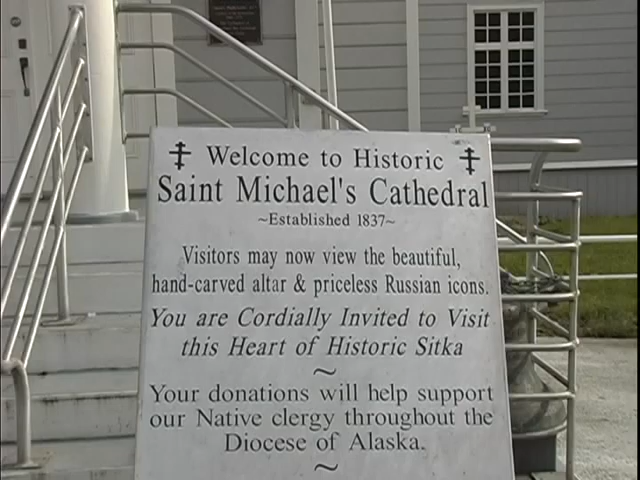 Welcome to Historic
Saint Michael's Cathedral
~Established 1837~
Visitors may now view the beautiful,
hand-carved altar & priceless Russian icons.
You are Cordially Invited to Visit
this Heart of Historic Sitka
~
Your donations will help support
our Native clergy throughout the
Diocese of Alaska.
~